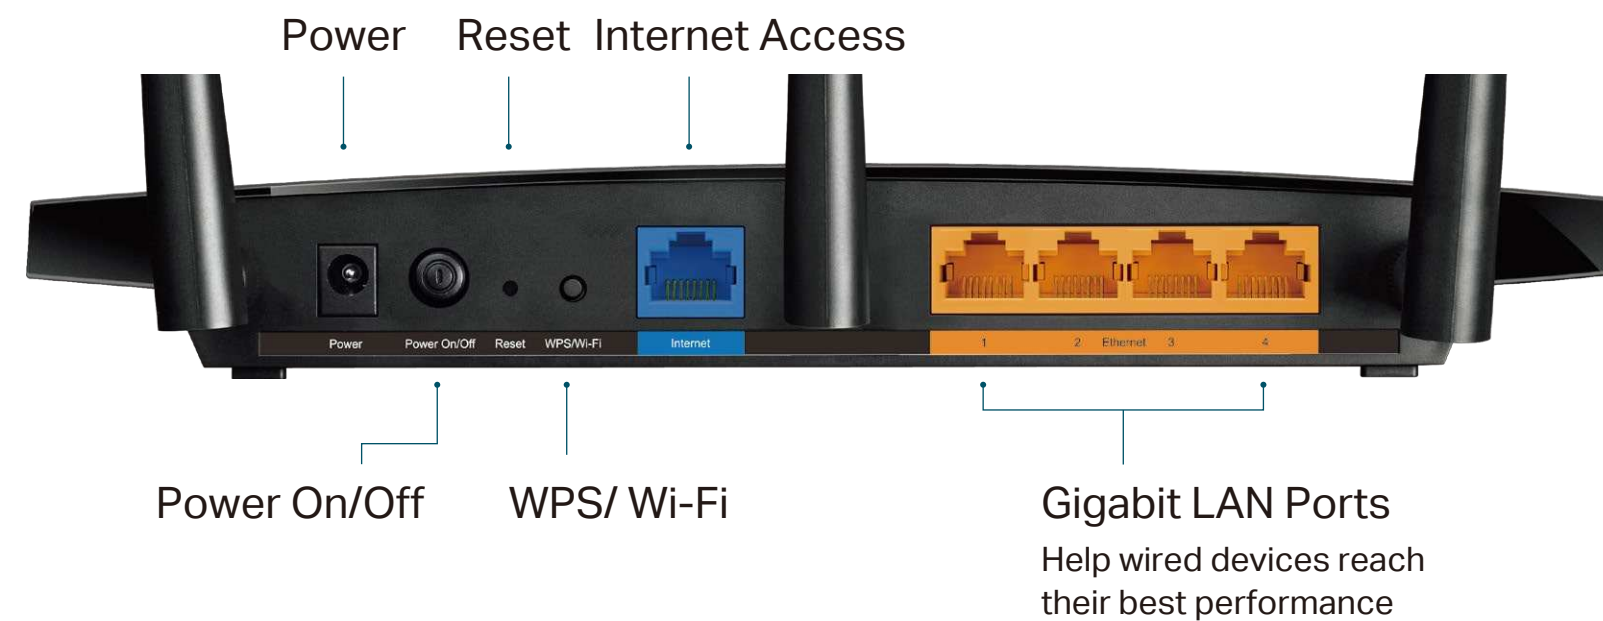 Power Reset Internet Access
Power Power On/Off Reset WPS/Wi-Fi Internet 1 2 Ethernet 3 4
Power On/Off WPS/ Wi-Fi Gigabit LAN Ports
Help wired devices reach
their best performance